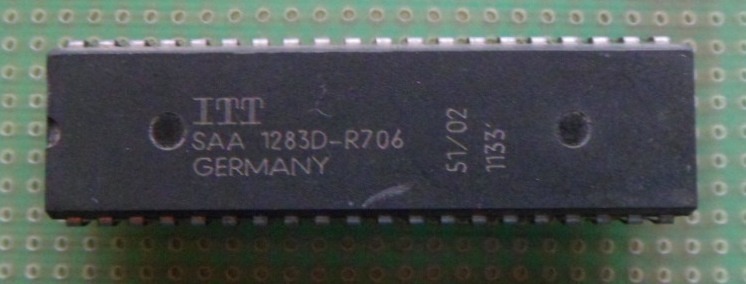 ITT
SAA 1283D-R706
GERMANY
51/02
1133'